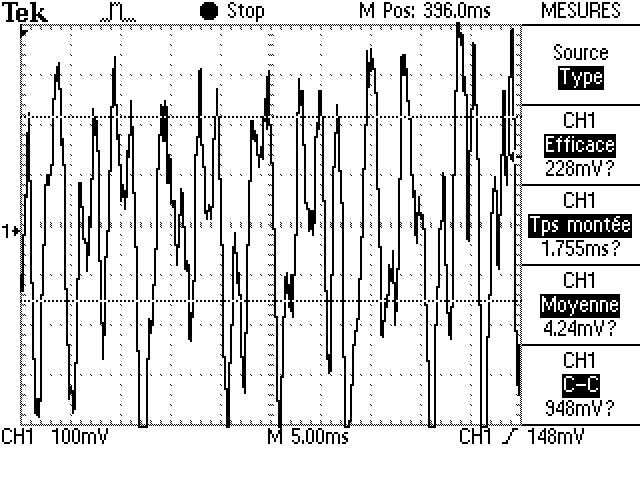 Tek Stop M Pos: 396.0ms MESURES
Source
Type
CH1
Efficace
228mV?
CH1
Tps montée
1.755ms?
CH1
Moyenne
4.24mV?
CH1
C-C
948mV?
1
CH1 100mV M 5.00ms CH1 148mV